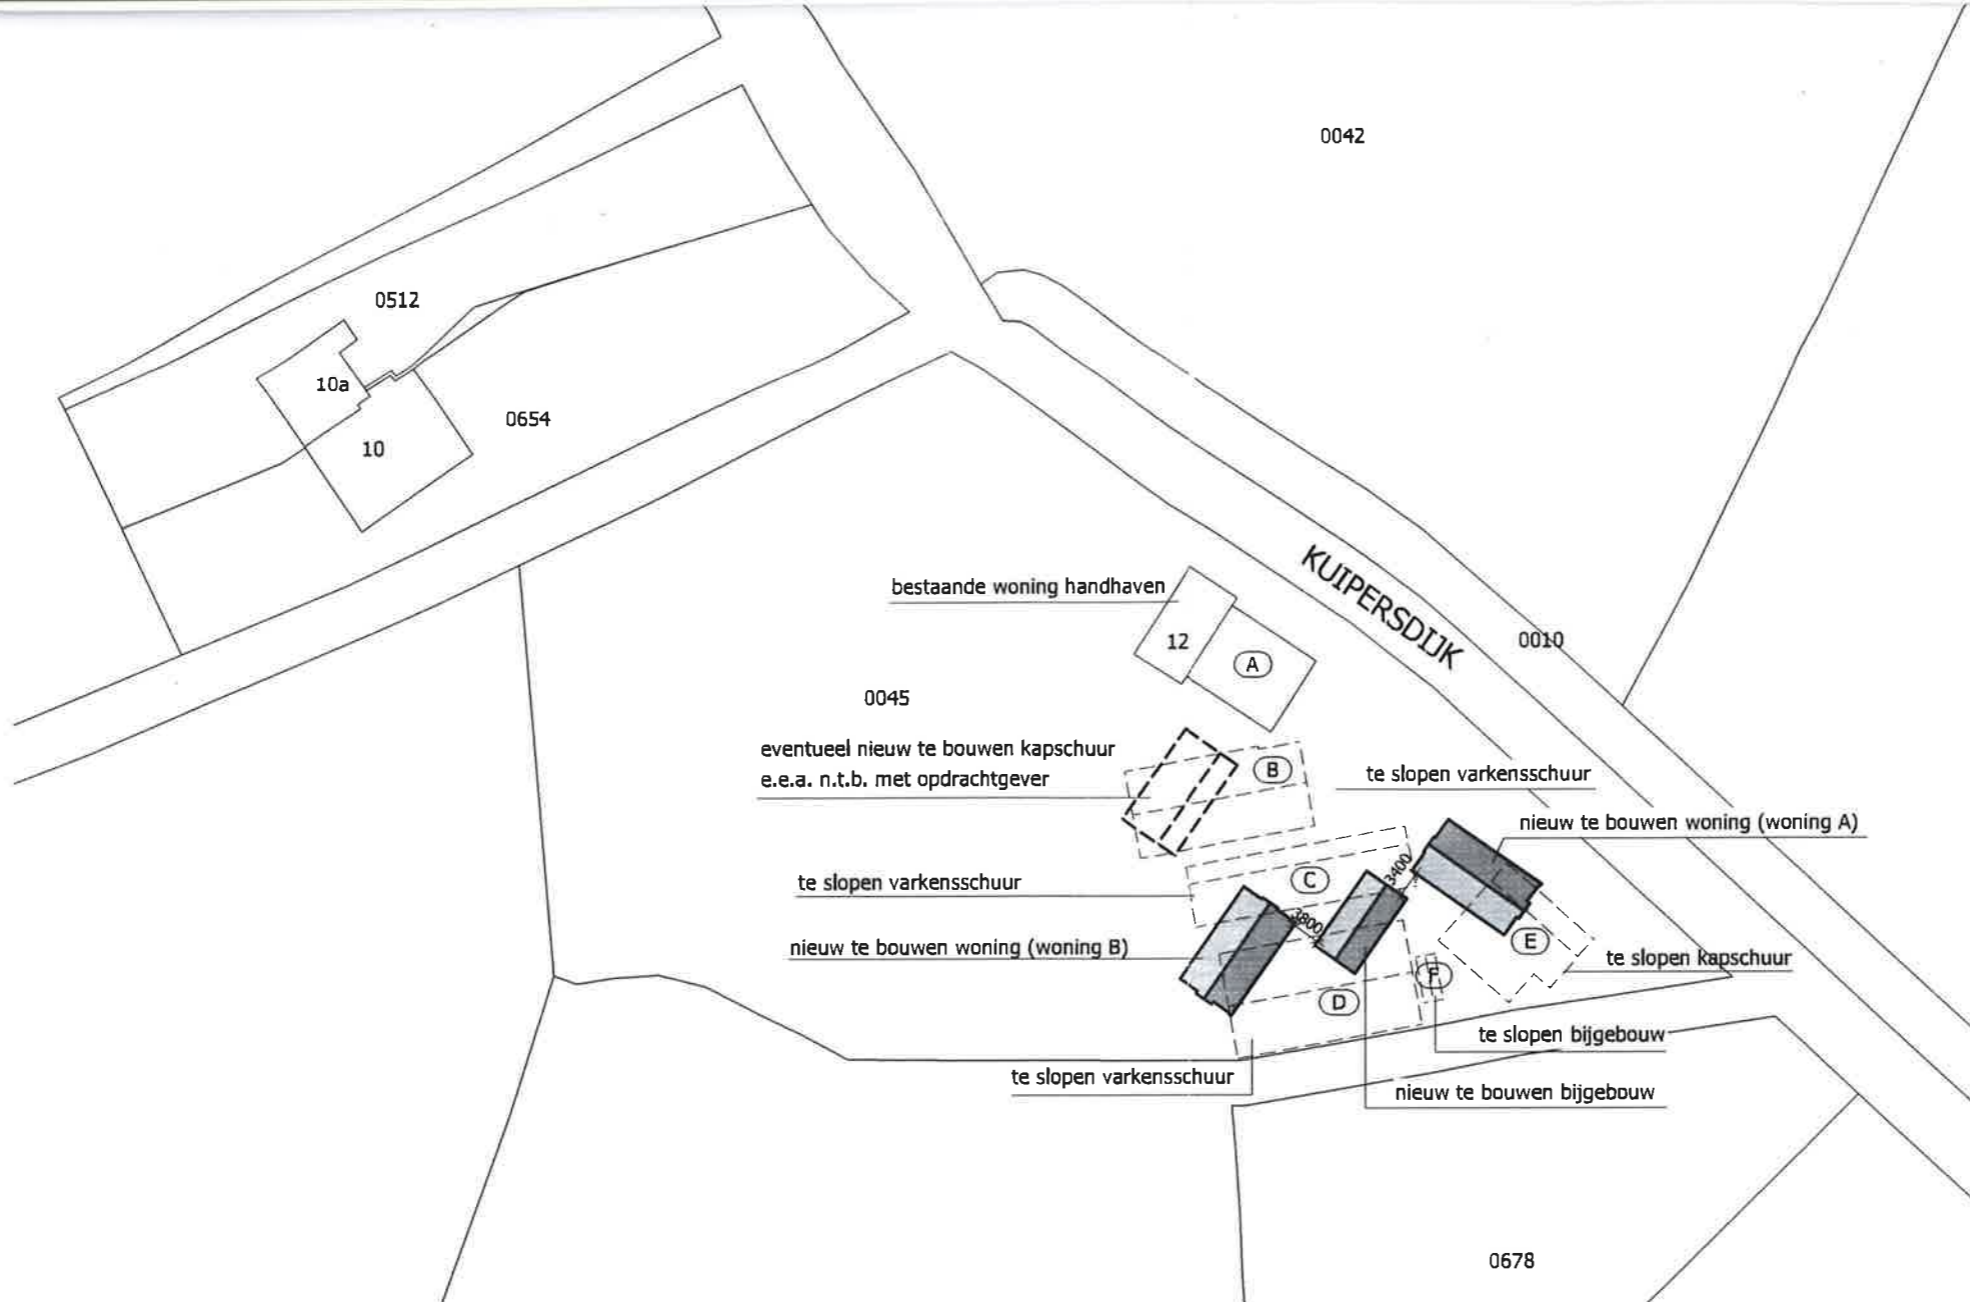 0042
0512
10a
0654
10
KUIPERSDIJK
bestaande woning handhaven
12
A
0010
0045
eventueel nieuw te bouwen kapschuur
e.e.a. n.t.b. met opdrachtgever
B
te slopen varkensschuur
nieuw te bouwen woning (woning A)
te slopen varkensschuur
C
3400
3800
nieuw te bouwen woning (woning B)
E
te slopen kapschuur
F
D
te slopen bijgebouw
te slopen varkensschuur
nieuw te bouwen bijgebouw
0678